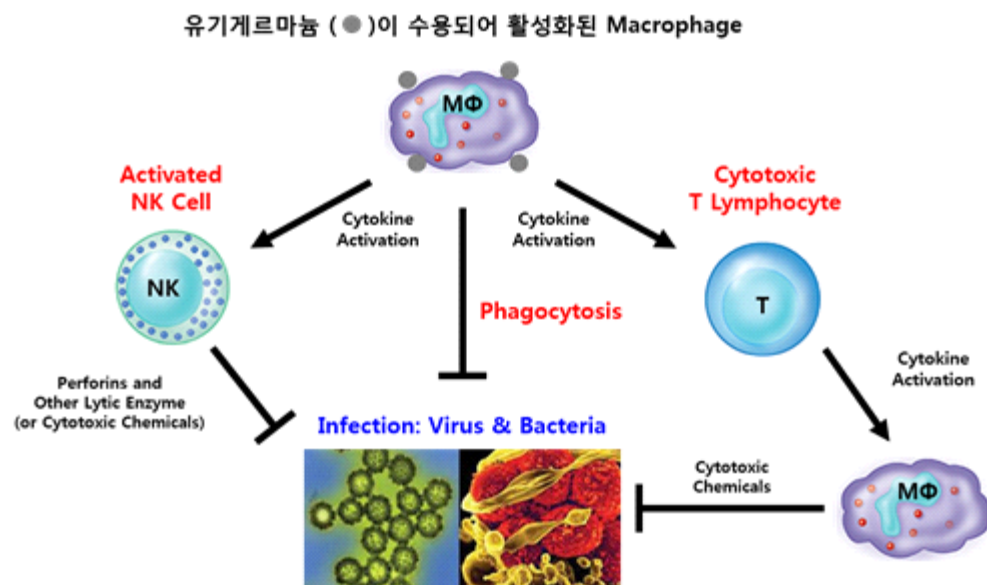 유기게르마늄 ( )이 수용되어 활성화된 Macrophage
MΦ
Activated
NK Cell
Cytotoxic
T Lymphocyte
Cytokine
Activation
Cytokine
Activation
NK
T
Phagocytosis
Perforins and
Other Lytic Enzyme
(or Cytotoxic Chemicals)
Cytokine
Activation
Infection: Virus & Bacteria
Cytotoxic
Chemicals
MΦ